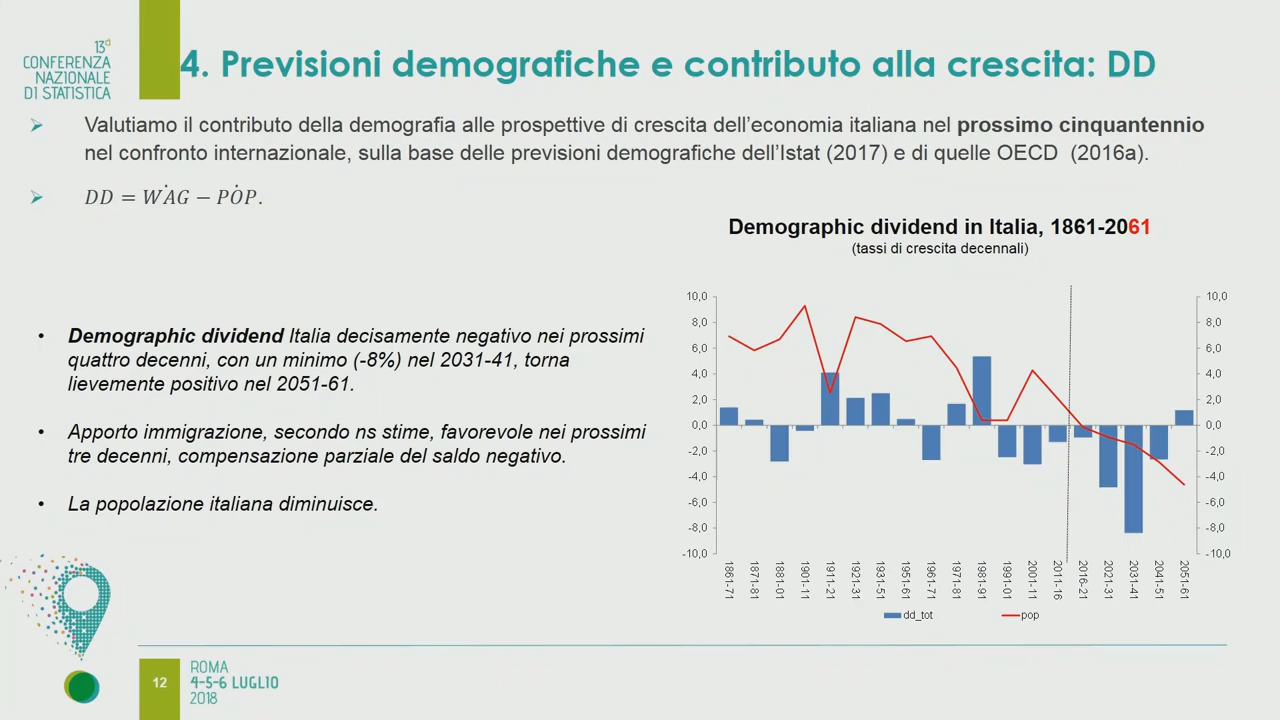 13ª
CONFERENZA
NAZIONALE
DI STATISTICA
4. Previsioni demografiche e contributo alla crescita: DD
Valutiamo il contributo della demografia alle prospettive di crescita dell'economia italiana nel prossimo cinquantennio
nel confronto internazionale, sulla base delle previsioni demografiche dell'Istat (2017) e di quelle OECD (2016a).
DD = WȦG − PȮP.
Demographic dividend in Italia, 1861-2061
(tassi di crescita decennali)
• Demographic dividend Italia decisamente negativo nei prossimi
quattro decenni, con un minimo (-8%) nel 2031-41, torna
lievemente positivo nel 2051-61.
• Apporto immigrazione, secondo ns stime, favorevole nei prossimi
tre decenni, compensazione parziale del saldo negativo.
• La popolazione italiana diminuisce.
10,0 10,0
8,0 8,0
6,0 6,0
4,0 4,0
2,0 2,0
0,0 0,0
-2,0 -2,0
-4,0 -4,0
-6,0 -6,0
-8,0 -8,0
-10,0 -10,0
1861-71
1871-81
1881-01
1901-11
1911-21
1921-31
1931-51
1951-61
1961-71
1971-81
1981-91
1991-01
2001-11
2011-16
2016-21
2021-31
2031-41
2041-51
2051-61
dd_tot pop
12
ROMA
4-5-6 LUGLIO
2018